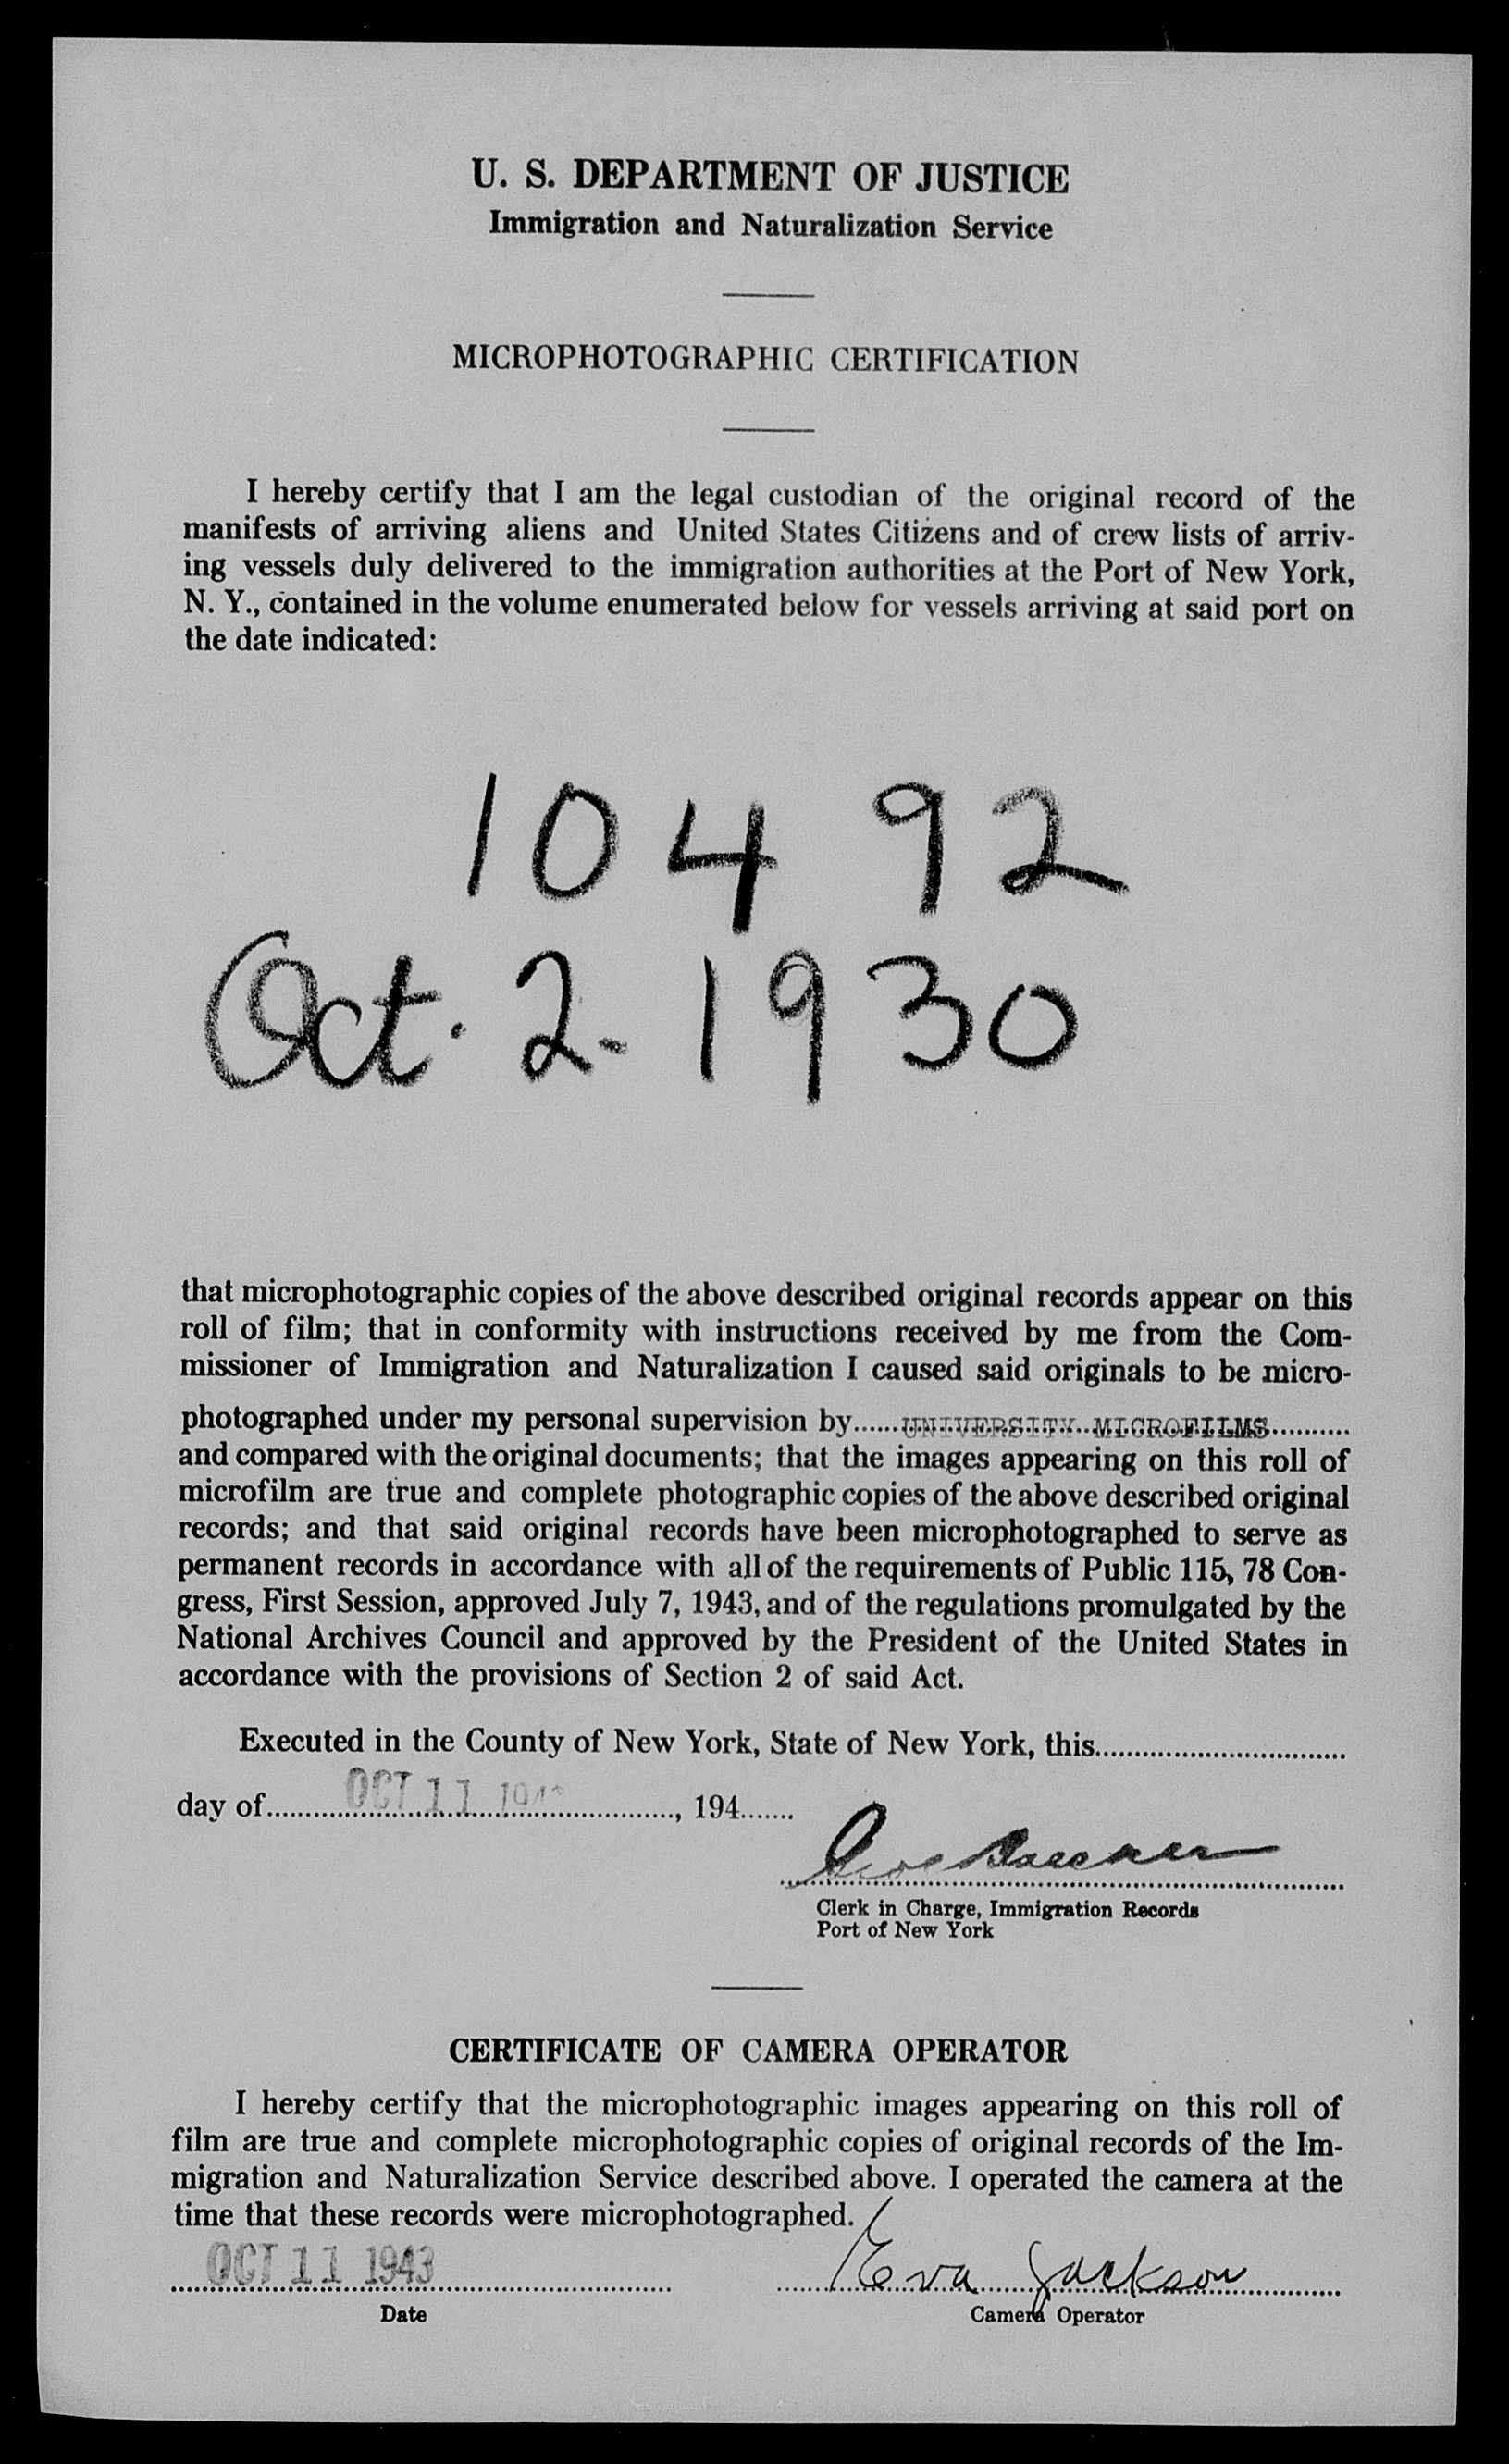 U. S. DEPARTMENT OF JUSTICE
Immigration and Naturalization Service
MICROPHOTOGRAPHIC CERTIFICATION
I hereby certify that I am the legal custodian of the original record of the
manifests of arriving aliens and United States Citizens and of crew lists of arriv-
ing vessels duly delivered to the immigration authorities at the Port of New York,
N. Y., contained in the volume enumerated below for vessels arriving at said port on
the date indicated:
10492
Oct. 2. 1930
that microphotographic copies of the above described original records appear on this
roll of film; that in conformity with instructions received by me from the Com-
missioner of Immigration and Naturalization I caused said originals to be micro-
photographed under my personal supervision by......UNIVERSITY MICROFILMS...........
and compared with the original documents; that the images appearing on this roll of
microfilm are true and complete photographic copies of the above described original
records; and that said original records have been microphotographed to serve as
permanent records in accordance with all of the requirements of Public 115, 78 Con-
gress, First Session, approved July 7, 1943, and of the regulations promulgated by the
National Archives Council and approved by the President of the United States in
accordance with the provisions of Section 2 of said Act.
Executed in the County of New York, State of New York, this
day of OCT 11, 194
Clerk in Charge, Immigration Records
Port of New York
CERTIFICATE OF CAMERA OPERATOR
I hereby certify that the microphotographic images appearing on this roll of
film are true and complete microphotographic copies of original records of the Im-
migration and Naturalization Service described above. I operated the camera at the
time that these records were microphotographed.
OCT 11 1943 Eva Jackson
Date Camera Operator